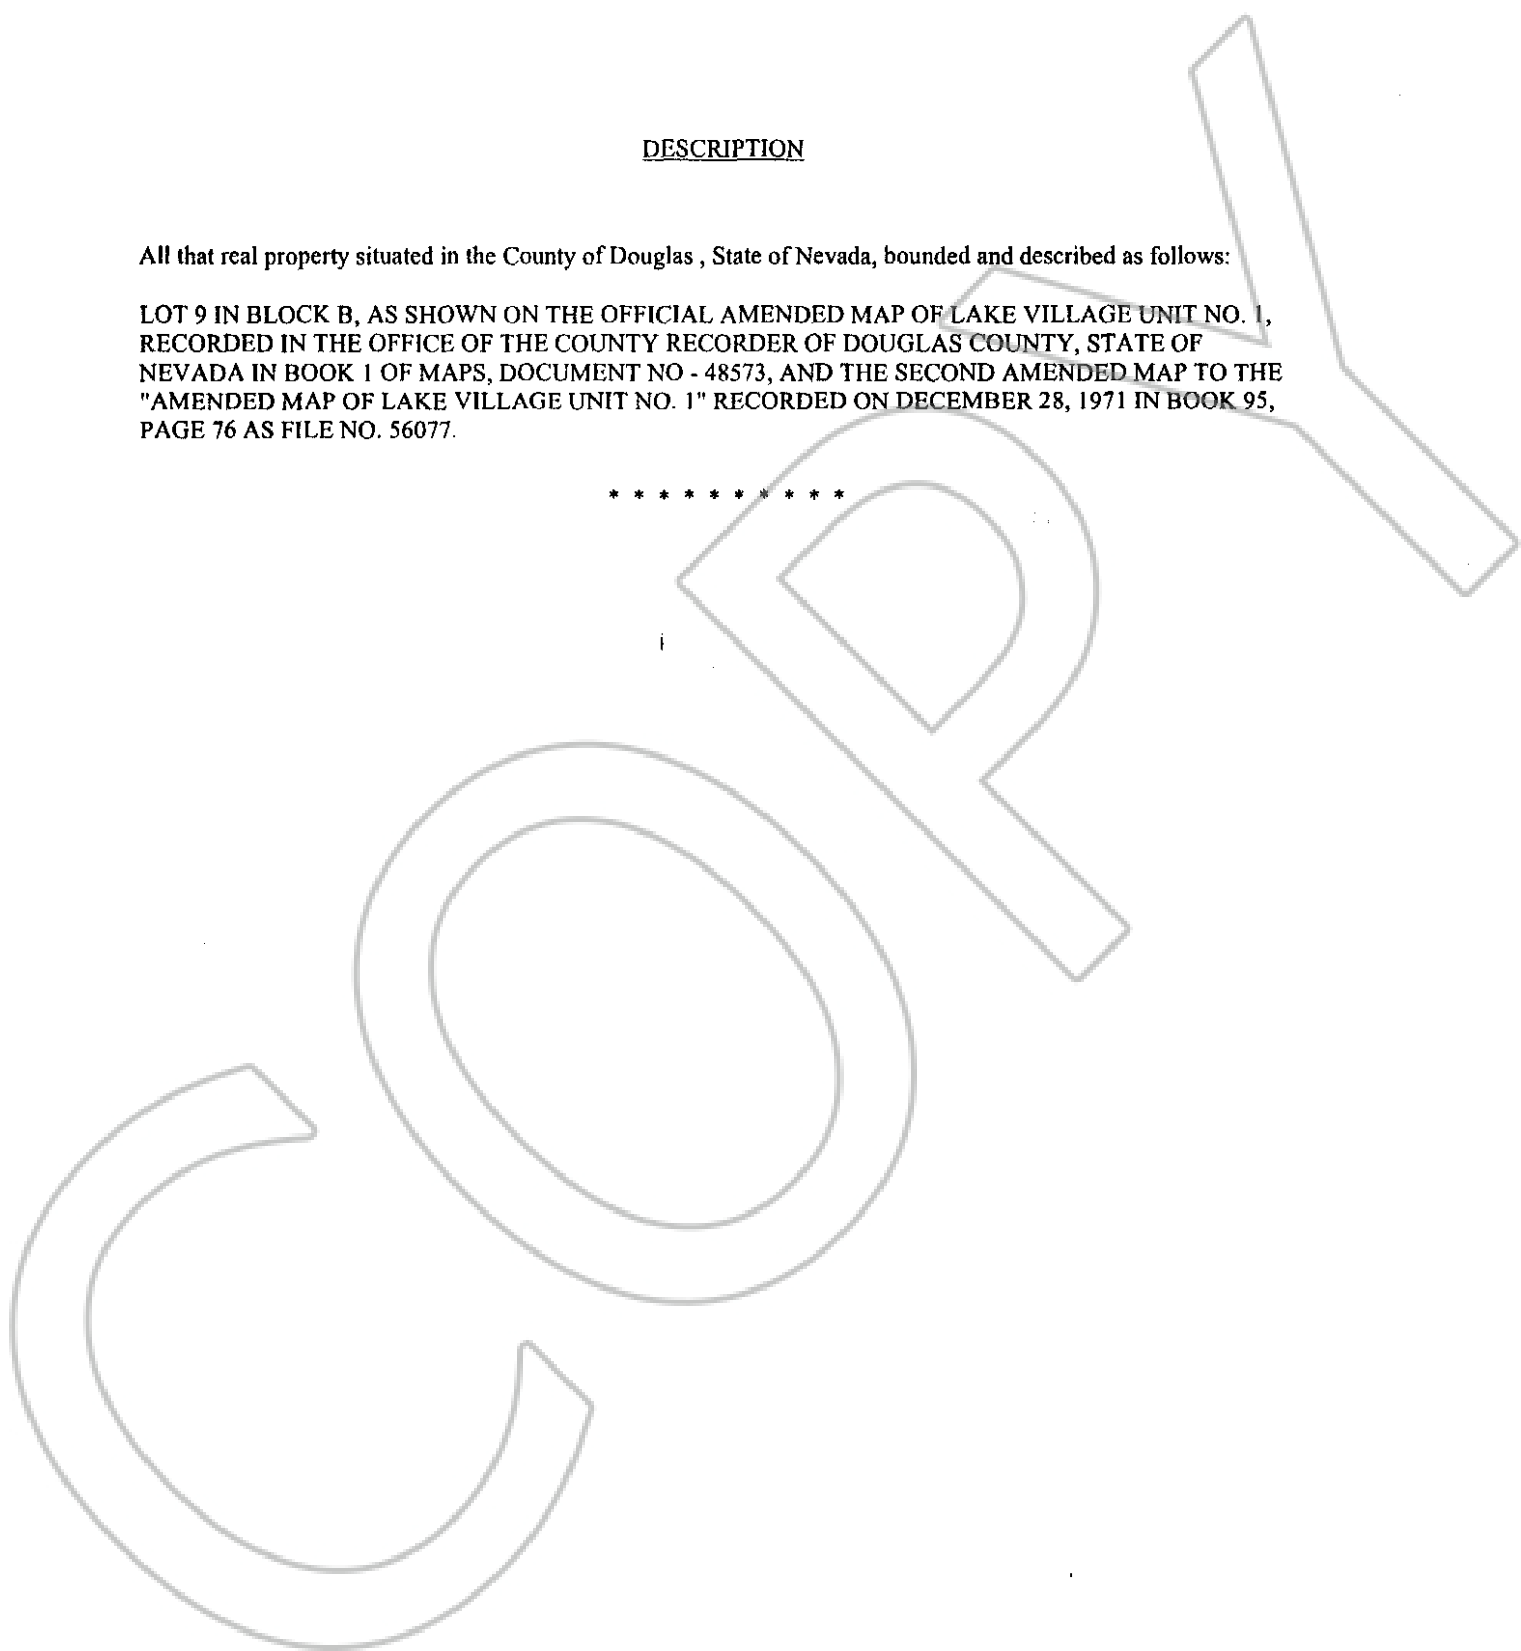 DESCRIPTION
All that real property situated in the County of Douglas , State of Nevada, bounded and described as follows:
LOT 9 IN BLOCK B, AS SHOWN ON THE OFFICIAL AMENDED MAP OF LAKE VILLAGE UNIT NO. 1,
RECORDED IN THE OFFICE OF THE COUNTY RECORDER OF DOUGLAS COUNTY, STATE OF
NEVADA IN BOOK 1 OF MAPS, DOCUMENT NO - 48573, AND THE SECOND AMENDED MAP TO THE
"AMENDED MAP OF LAKE VILLAGE UNIT NO. 1" RECORDED ON DECEMBER 28, 1971 IN BOOK 95,
PAGE 76 AS FILE NO. 56077.
* * * * * * * * * *
COPY